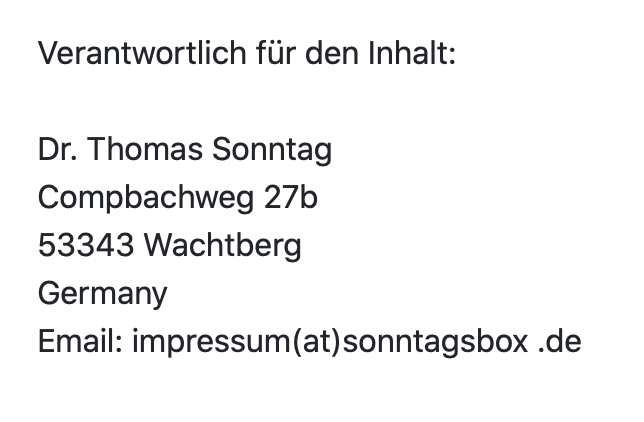 Verantwortlich für den Inhalt:
Dr. Thomas Sonntag
Compbachweg 27b
53343 Wachtberg
Germany
Email: impressum(at)sonntagsbox .de